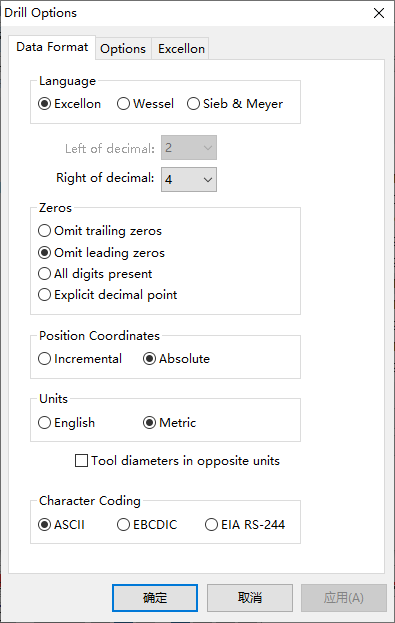 Drill Options
Data Format Options Excellon
Language
Excellon Wessel Sieb & Meyer
Left of decimal: 2
Right of decimal: 4
Zeros
Omit trailing zeros
Omit leading zeros
All digits present
Explicit decimal point
Position Coordinates
Incremental Absolute
Units
English Metric
Tool diameters in opposite units
Character Coding
ASCII EBCDIC EIA RS-244
确定 取消 应用(A)